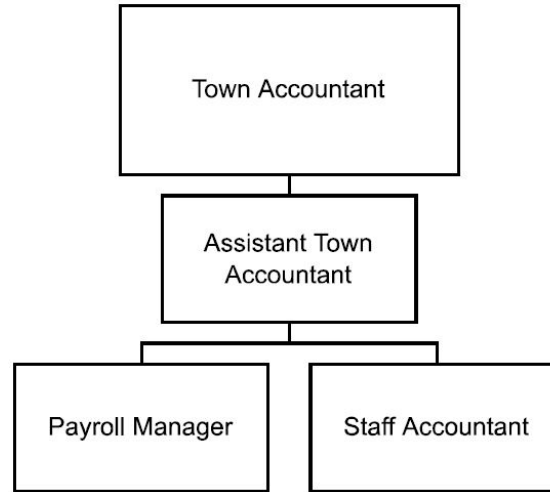 Town Accountant
Assistant Town
Accountant
Payroll Manager
Staff Accountant